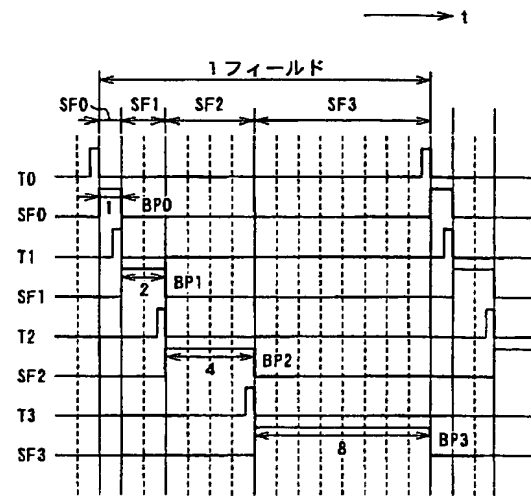 t
1フィールド
SF0 SF1 SF2 SF3
T0
SF0 1 BP0
T1
SF1 2 BP1
T2
SF2 4 BP2
T3
SF3 8 BP3